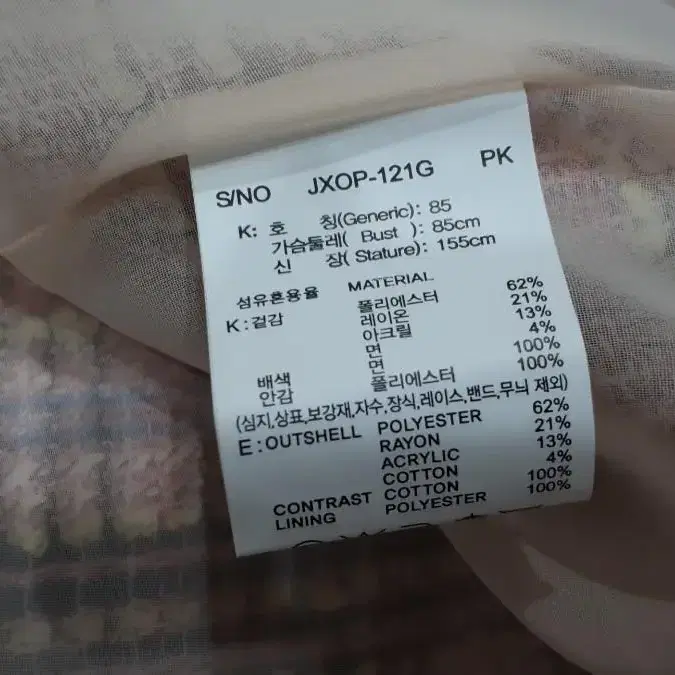 S/NO JXOP-121G PK
K: 호 칭(Generic): 85
가슴둘레( Bust ): 85cm
신 장( Stature): 155cm
섬유혼용율 MATERIAL
K:겉감 폴리에스터 62%
레이온 21%
아크릴 13%
면 4%
배색 면 100%
안감 폴리에스터 100%
(심지,상표,보강재,자수,장식,레이스,밴드,무늬 제외)
E:OUTSHELL POLYESTER 62%
RAYON 21%
ACRYLIC 13%
COTTON 4%
CONTRAST COTTON 100%
LINING POLYESTER 100%